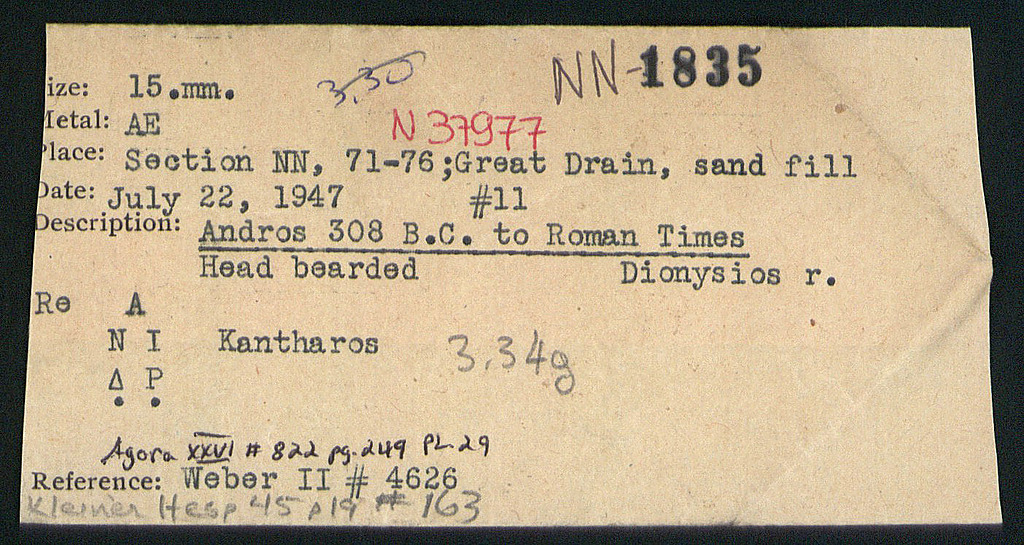 NN-1835
3,30
ize: 15.mm.
Metal: AE
N 37977
Place: Section NN, 71-76;Great Drain, sand fill
Date: July 22, 1947 #11
Description: Andros 308 B.C. to Roman Times
Head bearded Dionysios r.
Re A
N I Kantharos 3.34g
Δ̣ Ṛ
Agora XXVI # 822 pg. 249 PL 29
Reference: Weber II # 4626
Kleiner Hesp 45 p19 # 163